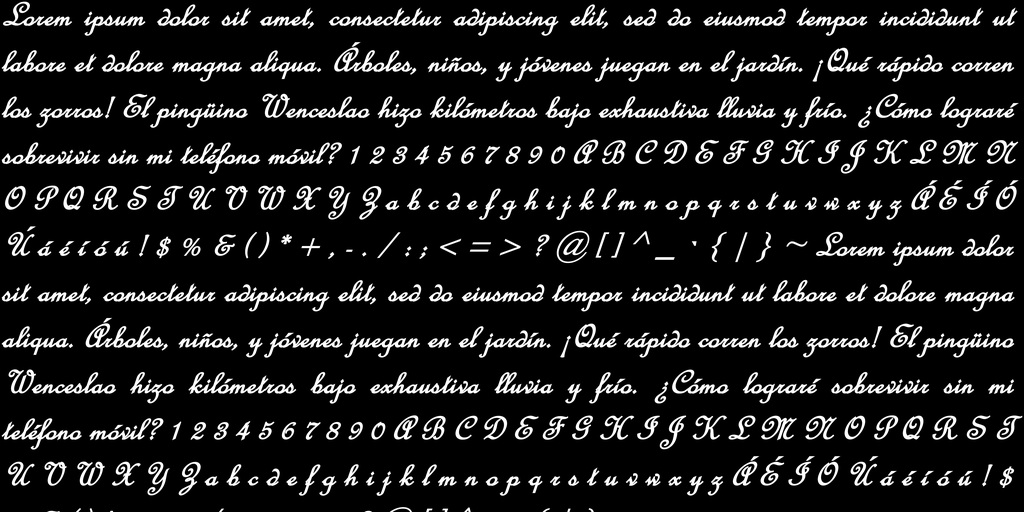 Lorem ipsum dolor sit amet, consectetur adipiscing elit, sed do eiusmod tempor incididunt ut
labore et dolore magna aliqua. Árboles, niños, y jóvenes juegan en el jardín. ¡Qué rápido corren
los zorros! El pingüino Wenceslao hizo kilómetros bajo exhaustiva lluvia y frío. ¿Cómo lograré
sobrevivir sin mi teléfono móvil? 1 2 3 4 5 6 7 8 9 0 A B C D E F G H I J K L M N
O P Q R S T U V W X Y Z a b c d e f g h i j k l m n o p q r s t u v w x y z Á É Í Ó
Ú á é í ó ú ! $ % & ( ) * + , - . / : ; < = > ? @ [ ] ^ _ ` { | } ~ Lorem ipsum dolor
sit amet, consectetur adipiscing elit, sed do eiusmod tempor incididunt ut labore et dolore magna
aliqua. Árboles, niños, y jóvenes juegan en el jardín. ¡Qué rápido corren los zorros! El pingüino
Wenceslao hizo kilómetros bajo exhaustiva lluvia y frío. ¿Cómo lograré sobrevivir sin mi
teléfono móvil? 1 2 3 4 5 6 7 8 9 0 A B C D E F G H I J K L M N O P Q R S T
U V W X Y Z a b c d e f g h i j k l m n o p q r s t u v w x y z Á É Í Ó Ú á é í ó ú ! $